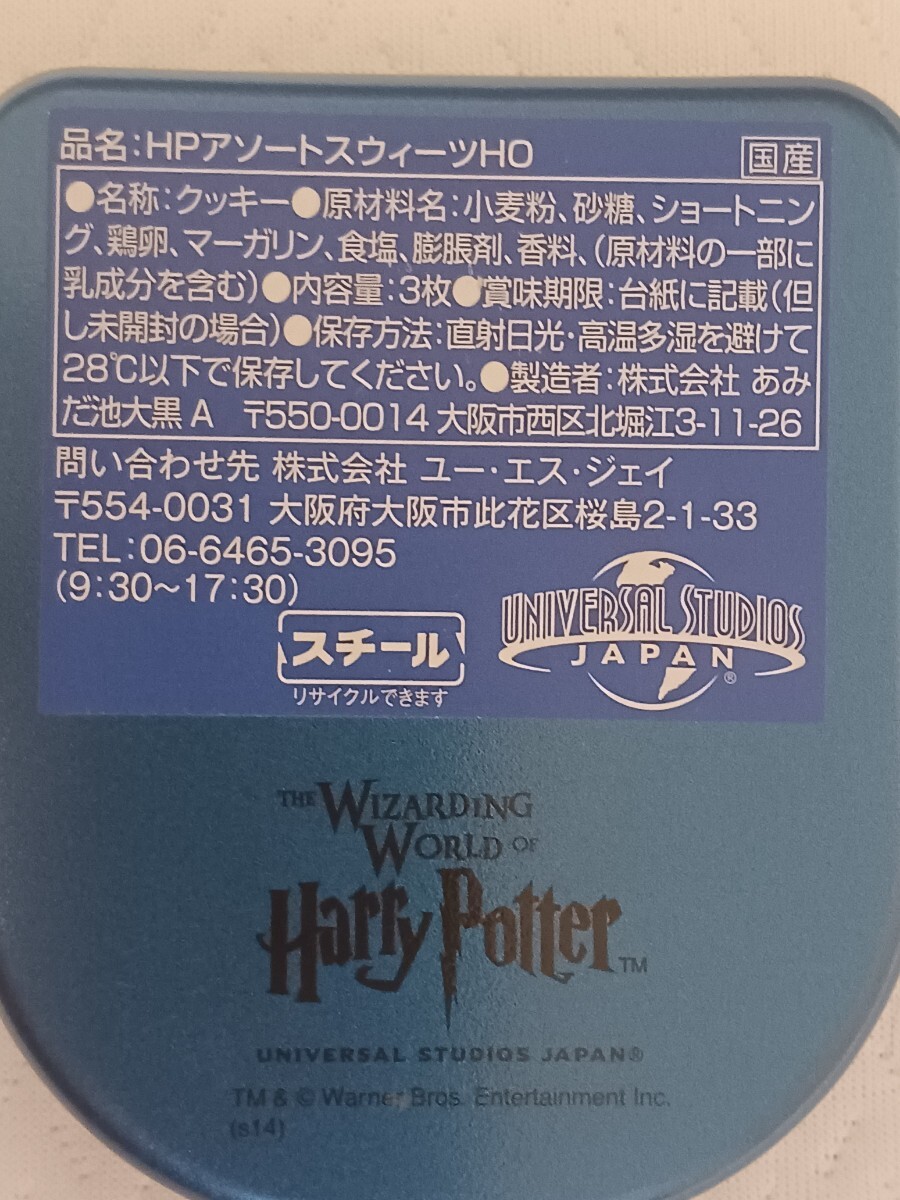 品名:HPアソートスウィーツHO
国産
●名称:クッキー●原材料名:小麦粉、砂糖、ショートニン
グ、鶏卵、マーガリン、食塩、膨脹剤、香料、(原材料の一部に
乳成分を含む)●内容量:3枚●賞味期限:台紙に記載(但
し未開封の場合)●保存方法:直射日光・高温多湿を避けて
28℃以下で保存してください。●製造者:株式会社 あみ
だ池大黒A 〒550-0014 大阪市西区北堀江3-11-26
問い合わせ先 株式会社 ユー・エス・ジェイ
〒554-0031 大阪府大阪市此花区桜島2-1-33
TEL:06-6465-3095
(9:30〜17:30)
スチール
リサイクルできます
UNIVERSAL STUDIOS
JAPAN®
THE WIZARDING
WORLD OF
Harry Potter™
UNIVERSAL STUDIOS JAPAN®
TM & © Warner Bros. Entertainment Inc.
(s14)